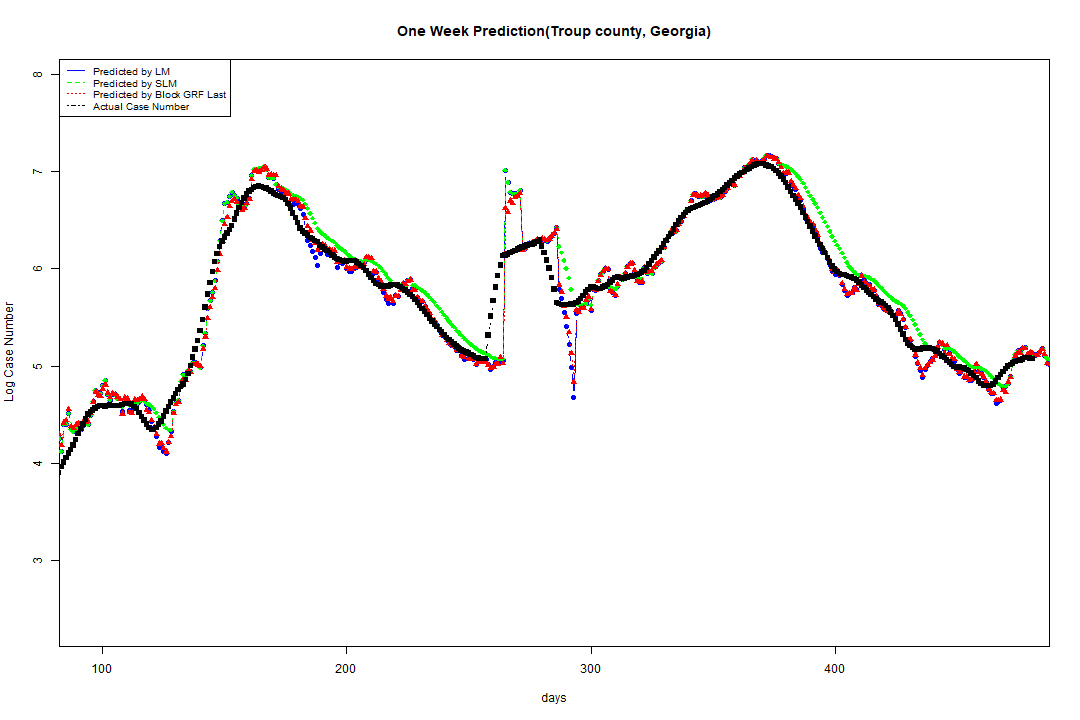 One Week Prediction(Troup county, Georgia)
Predicted by LM
Predicted by SLM
Predicted by Block GRF Last
Actual Case Number
8
7
6
5
4
3
Log Case Number
100 200 300 400
days